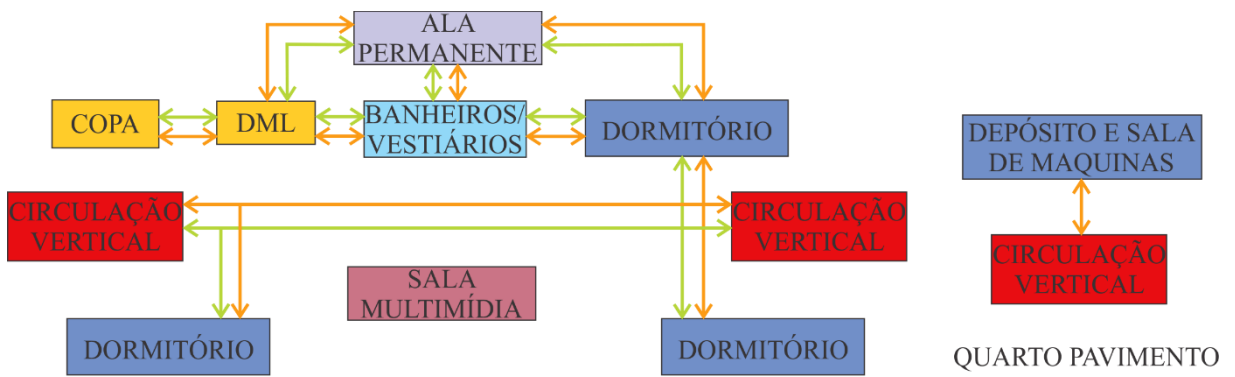 ALA
PERMANENTE
COPA
DML
BANHEIROS/
VESTIÁRIOS
DORMITÓRIO
DEPÓSITO E SALA
DE MAQUINAS
CIRCULAÇÃO
VERTICAL
CIRCULAÇÃO
VERTICAL
CIRCULAÇÃO
VERTICAL
SALA
MULTIMÍDIA
DORMITÓRIO
DORMITÓRIO
QUARTO PAVIMENTO